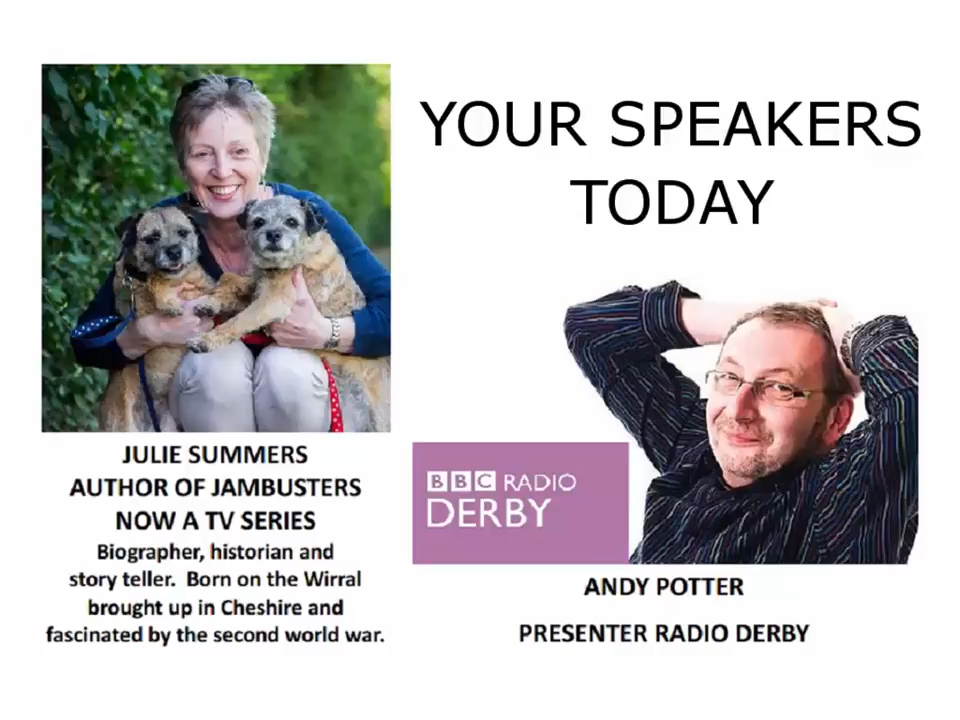 YOUR SPEAKERS
TODAY
JULIE SUMMERS
AUTHOR OF JAMBUSTERS
NOW A TV SERIES
Biographer, historian and
story teller.  Born on the Wirral
brought up in Cheshire and
fascinated by the second world war.
BBC RADIO
DERBY
ANDY POTTER
PRESENTER RADIO DERBY